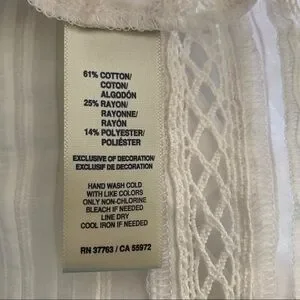 61% COTTON/
COTON/
ALGODÓN
25% RAYON/
RAYONNE/
RAYÓN
14% POLYESTER/
POLIÉSTER
EXCLUSIVE OF DECORATION/
EXCLUSIF DE DECORATION
HAND WASH COLD
WITH LIKE COLORS
ONLY NON-CHLORINE
BLEACH IF NEEDED
LINE DRY
COOL IRON IF NEEDED
RN 37763 / CA 55972